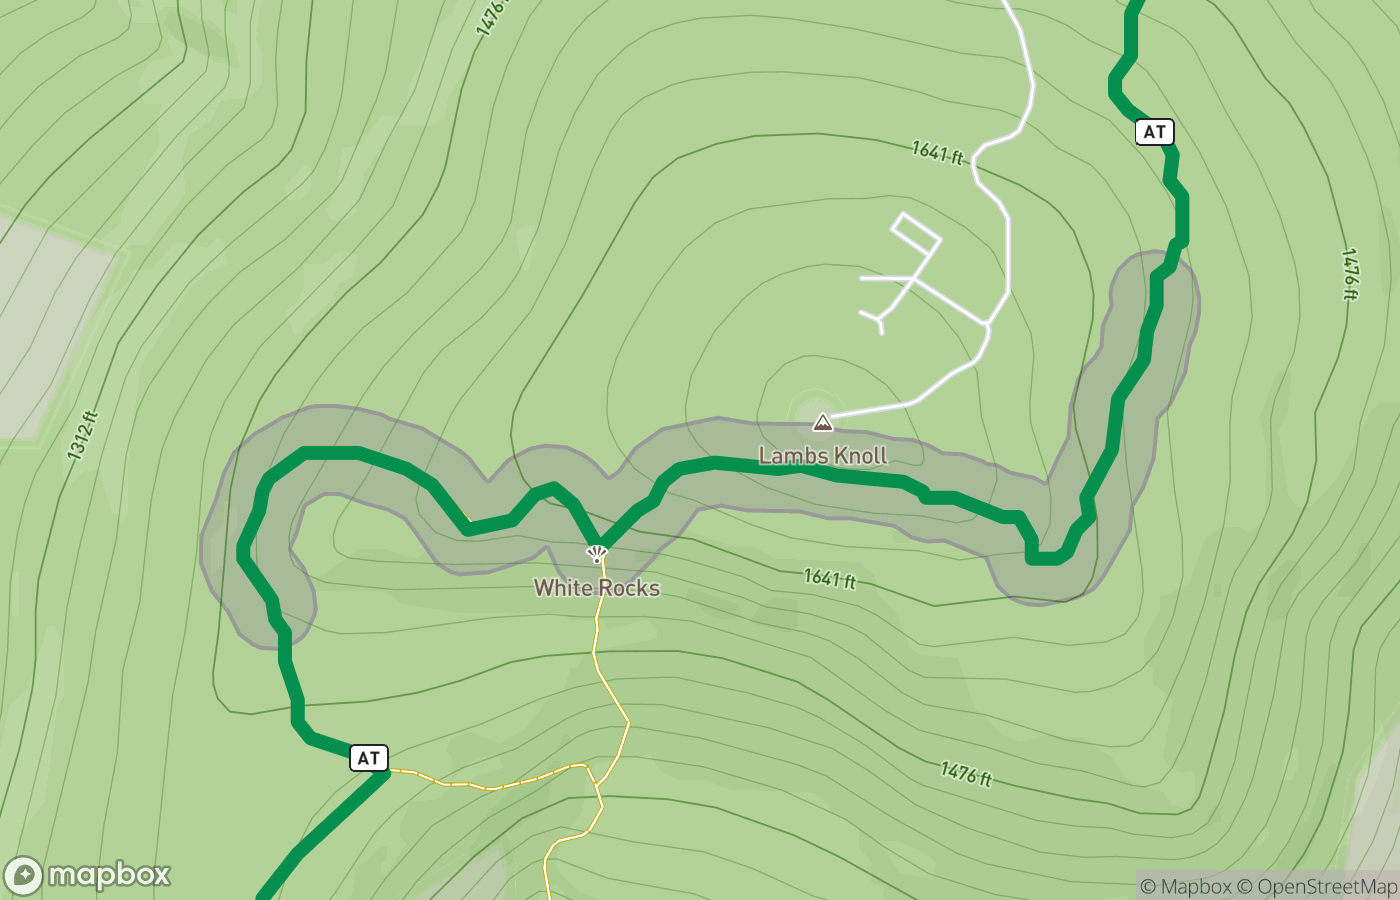 1476 ft
AT
1641 ft
1476 ft
1312 ft
Lambs Knoll
White Rocks
1641 ft
AT
1476 ft
mapbox
© Mapbox © OpenStreetMap